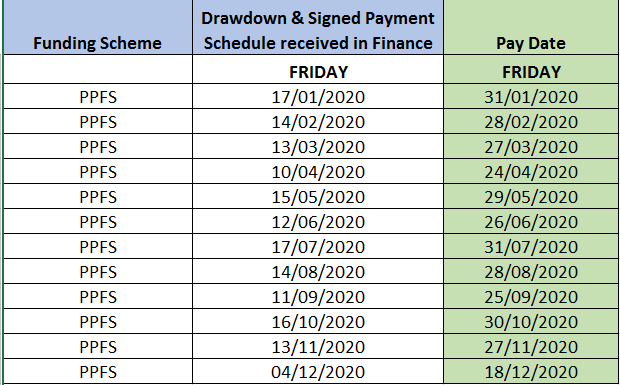 Funding Scheme Drawdown & Signed Payment Schedule received in Finance Pay Date
FRIDAY FRIDAY
PPFS 17/01/2020 31/01/2020
PPFS 14/02/2020 28/02/2020
PPFS 13/03/2020 27/03/2020
PPFS 10/04/2020 24/04/2020
PPFS 15/05/2020 29/05/2020
PPFS 12/06/2020 26/06/2020
PPFS 17/07/2020 31/07/2020
PPFS 14/08/2020 28/08/2020
PPFS 11/09/2020 25/09/2020
PPFS 16/10/2020 30/10/2020
PPFS 13/11/2020 27/11/2020
PPFS 04/12/2020 18/12/2020